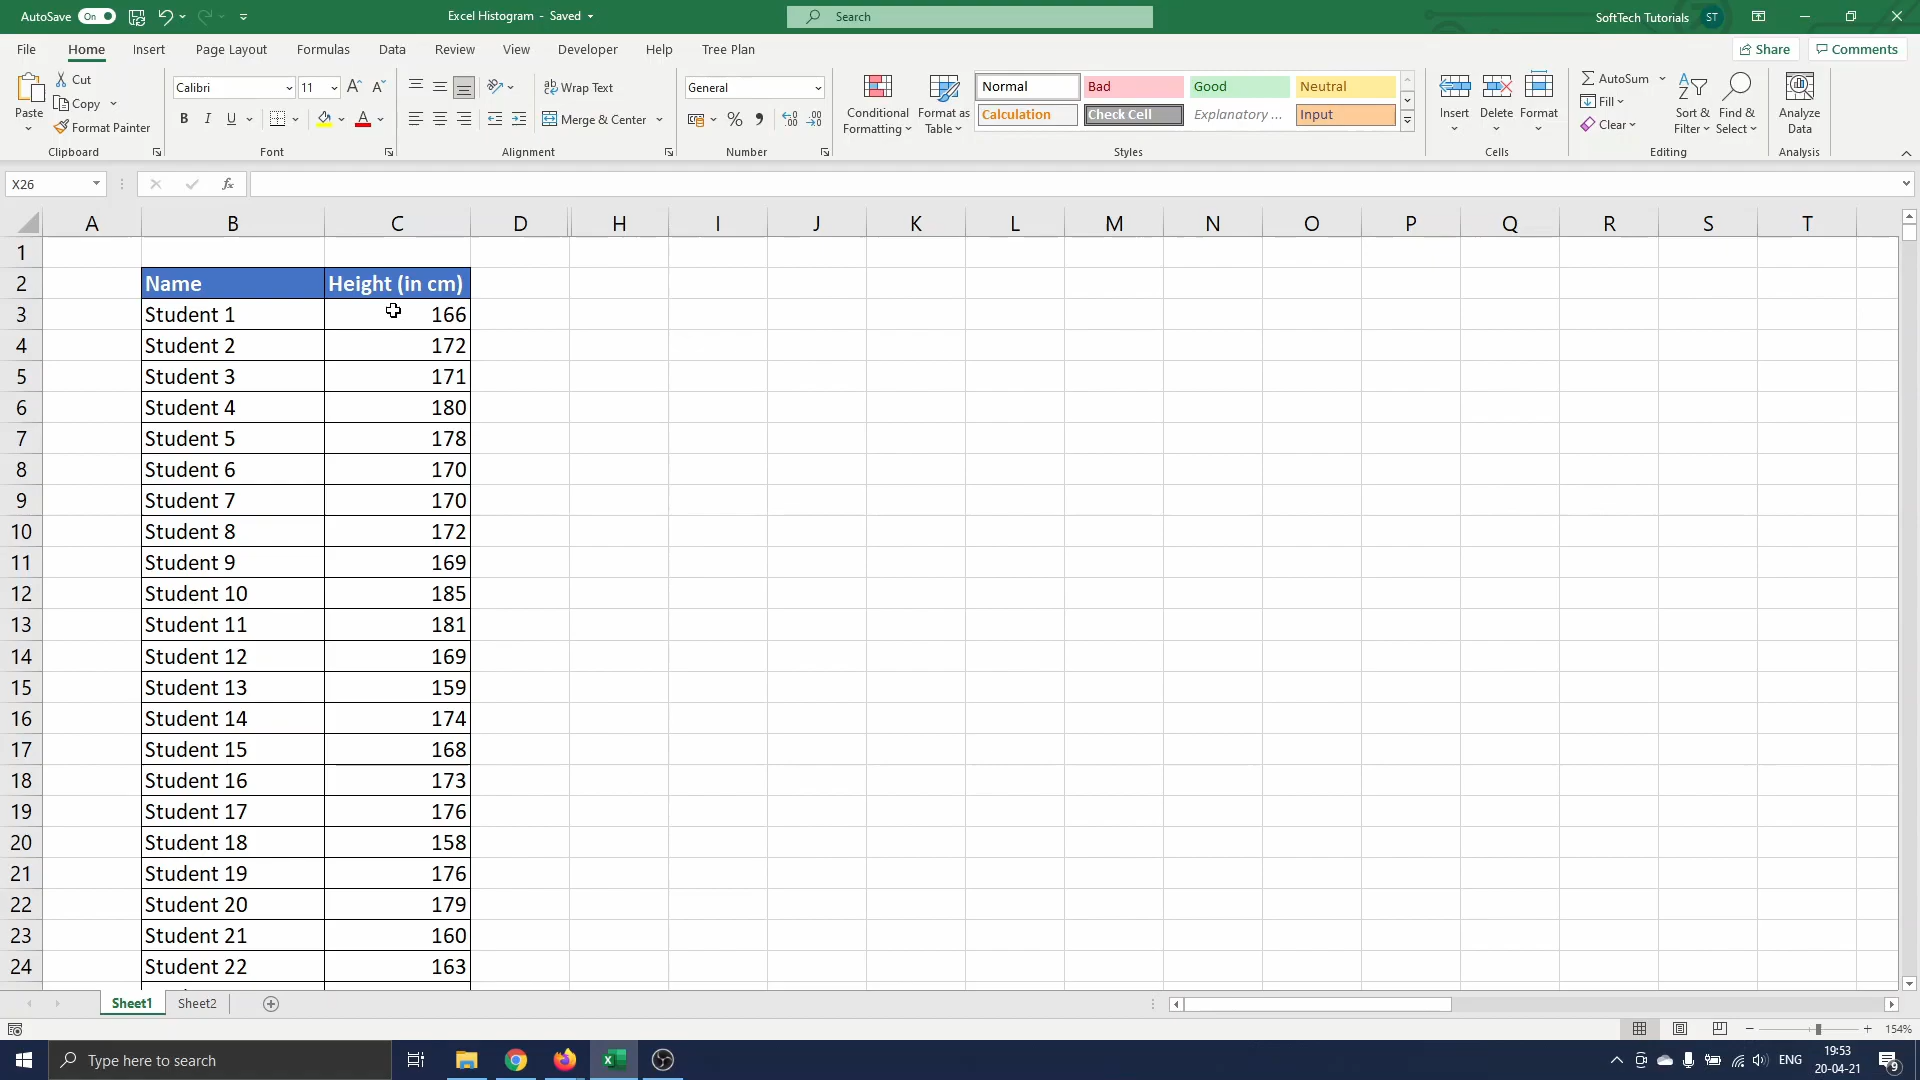 AutoSave On Excel Histogram - Saved Search SoftTech Tutorials ST
File Home Insert Page Layout Formulas Data Review View Developer Help Tree Plan Share Comments
Paste Cut Copy Format Painter
Clipboard
Calibri 11
B I U A
Font
Wrap Text
Merge & Center
Alignment
General
%
Number
Conditional Formatting
Format as Table
Normal Bad Good Neutral
Calculation Check Cell Explanatory ... Input
Styles
Insert Delete Format
Cells
AutoSum
Fill
Clear
Sort & Filter
Find & Select
Editing
Analyze Data
Analysis
X26 fx
A B C D H I J K L M N O P Q R S T
1
2 Name Height (in cm)
3 Student 1 166
4 Student 2 172
5 Student 3 171
6 Student 4 180
7 Student 5 178
8 Student 6 170
9 Student 7 170
10 Student 8 172
11 Student 9 169
12 Student 10 185
13 Student 11 181
14 Student 12 169
15 Student 13 159
16 Student 14 174
17 Student 15 168
18 Student 16 173
19 Student 17 176
20 Student 18 158
21 Student 19 176
22 Student 20 179
23 Student 21 160
24 Student 22 163
Sheet1 Sheet2
154%
Type here to search ENG 19:53
20-04-21 9